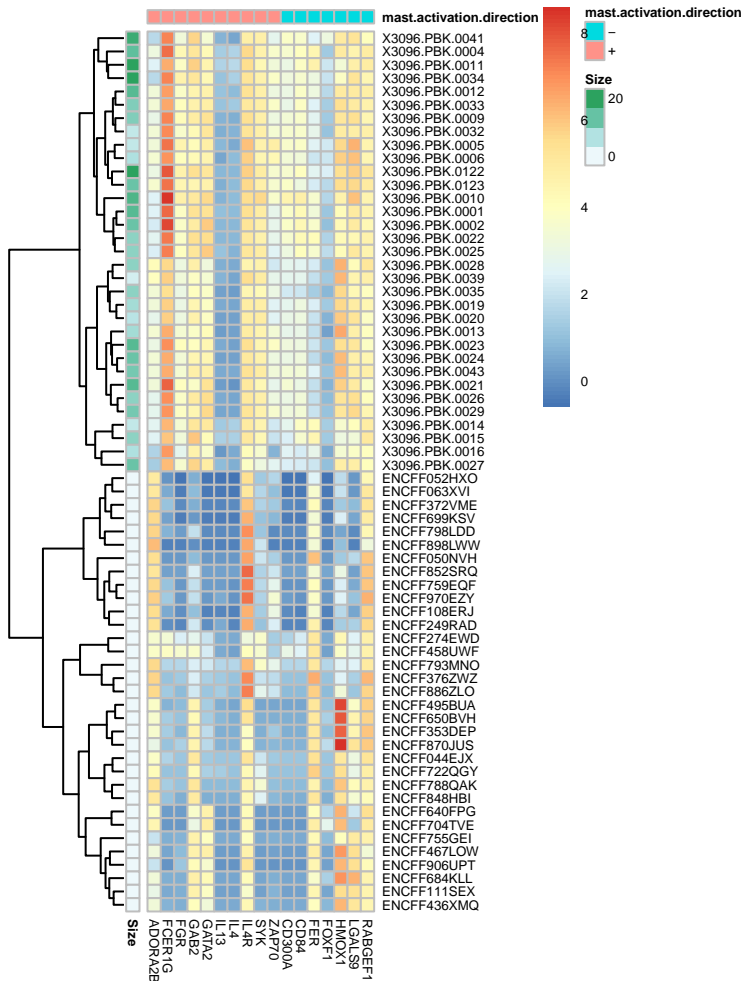 mast.activation.direction
X3096.PBK.0041
X3096.PBK.0004
X3096.PBK.0011
X3096.PBK.0034
X3096.PBK.0012
X3096.PBK.0033
X3096.PBK.0009
X3096.PBK.0032
X3096.PBK.0005
X3096.PBK.0006
X3096.PBK.0122
X3096.PBK.0123
X3096.PBK.0010
X3096.PBK.0001
X3096.PBK.0002
X3096.PBK.0022
X3096.PBK.0025
X3096.PBK.0028
X3096.PBK.0039
X3096.PBK.0035
X3096.PBK.0019
X3096.PBK.0020
X3096.PBK.0013
X3096.PBK.0023
X3096.PBK.0024
X3096.PBK.0043
X3096.PBK.0021
X3096.PBK.0026
X3096.PBK.0029
X3096.PBK.0014
X3096.PBK.0015
X3096.PBK.0016
X3096.PBK.0027
ENCFF052HXO
ENCFF063XVI
ENCFF372VME
ENCFF699KSV
ENCFF798LDD
ENCFF898LWW
ENCFF050NVH
ENCFF852SRQ
ENCFF759EQF
ENCFF970EZY
ENCFF108ERJ
ENCFF249RAD
ENCFF274EWD
ENCFF458UWF
ENCFF793MNO
ENCFF376ZWZ
ENCFF886ZLO
ENCFF495BUA
ENCFF650BVH
ENCFF353DEP
ENCFF870JUS
ENCFF044EJX
ENCFF722QGY
ENCFF788QAK
ENCFF848HBI
ENCFF640FPG
ENCFF704TVE
ENCFF755GEI
ENCFF467LOW
ENCFF906UPT
ENCFF684KLL
ENCFF111SEX
ENCFF436XMQ
Size
ADORA2B
FCER1G
FGR
GAB2
GATA2
IL13
IL4
IL4R
SYK
ZAP70
CD300A
CD84
FER
FOXF1
HMOX1
LGALS9
RABGEF1
8
6
4
2
0
mast.activation.direction
−
+
Size
20
0